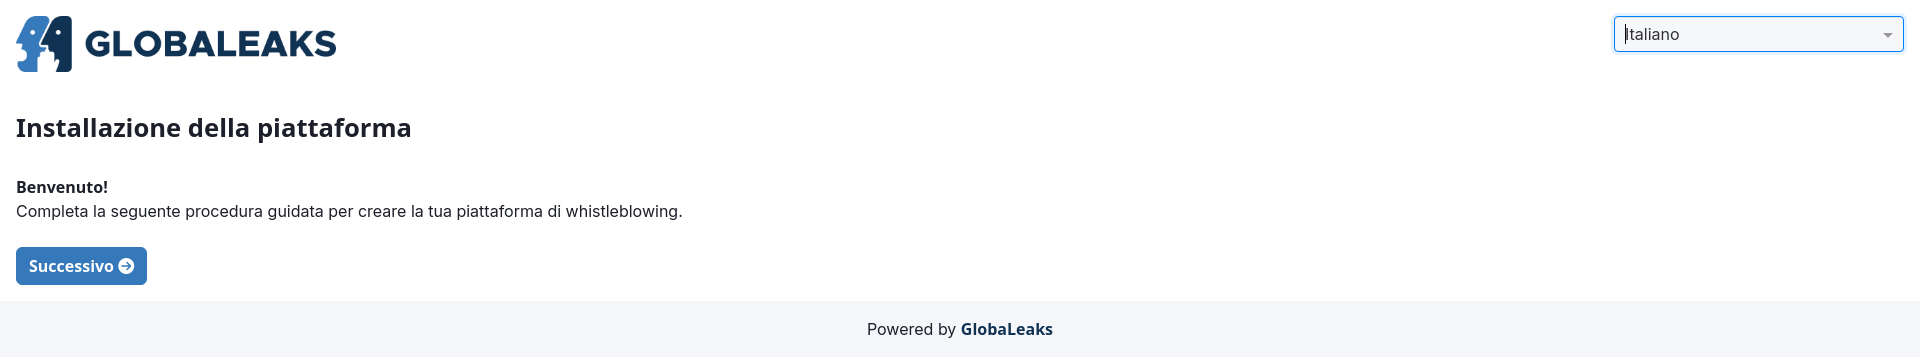 GLOBALEAKS
Italiano
Installazione della piattaforma
Benvenuto!
Completa la seguente procedura guidata per creare la tua piattaforma di whistleblowing.
Successivo
Powered by GlobaLeaks